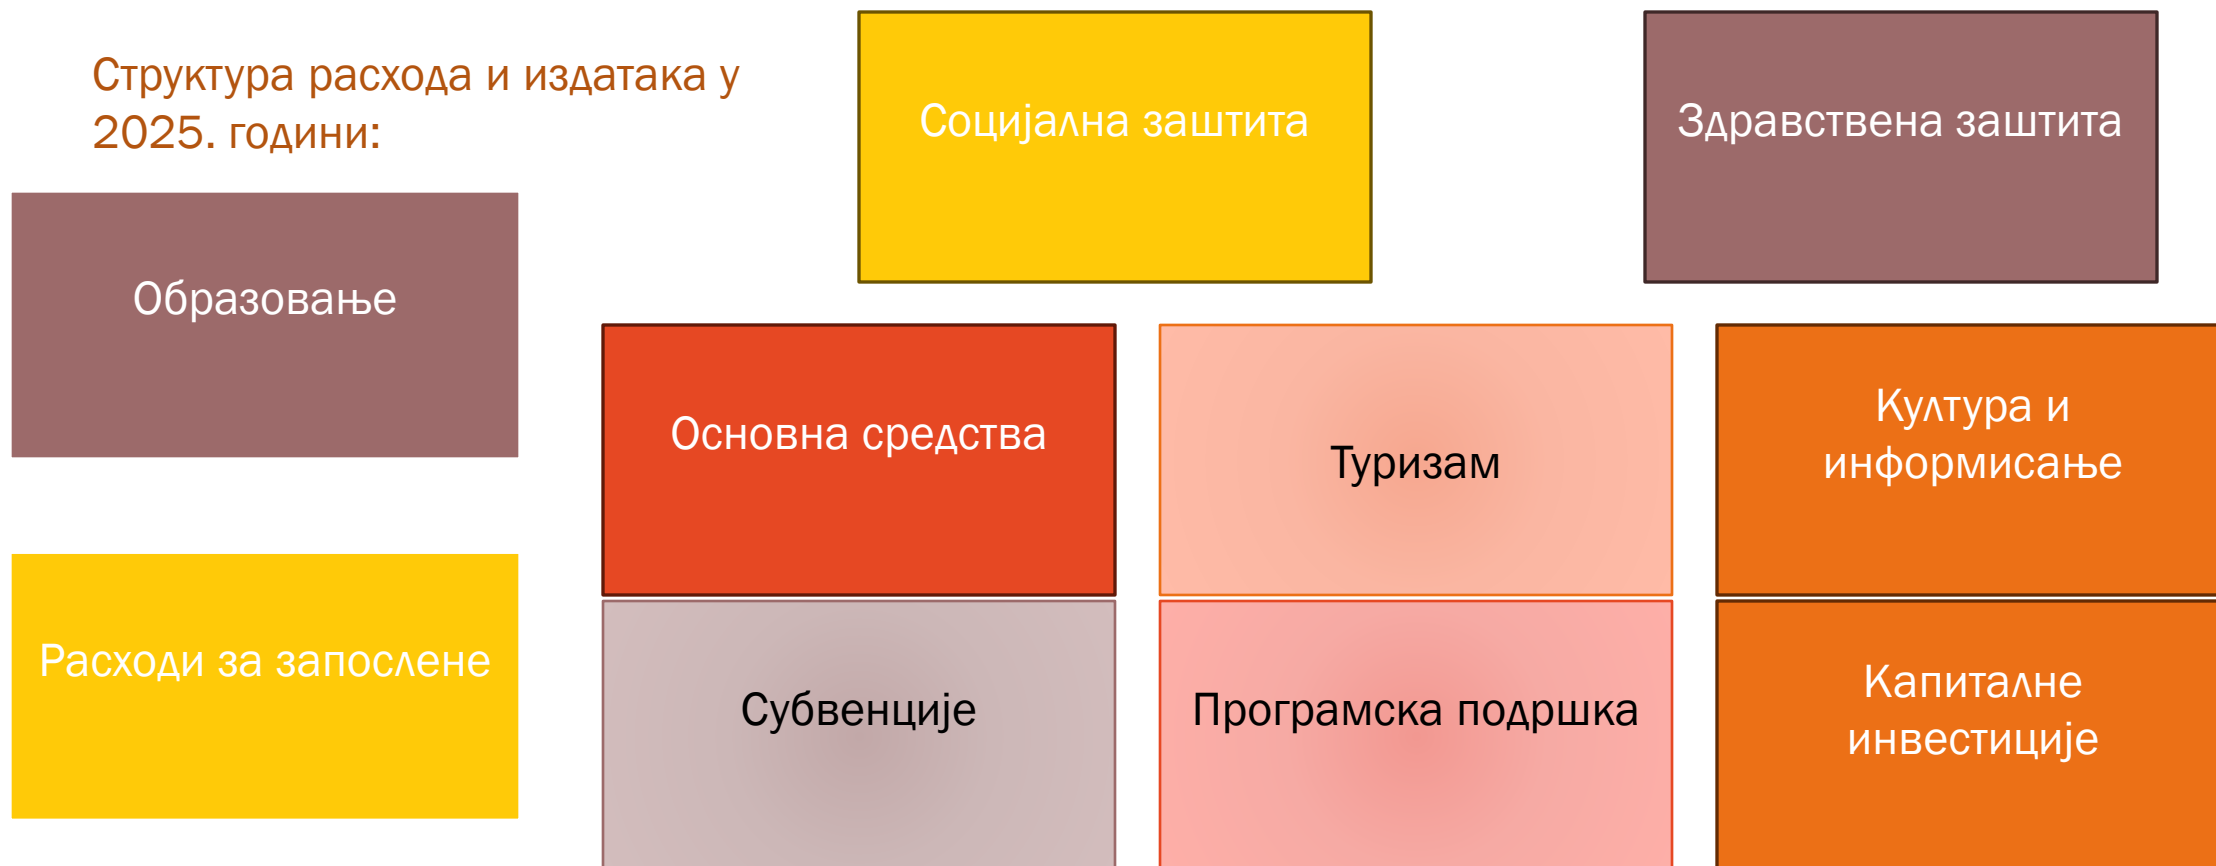 Структура расхода и издатака у
2025. години:
Социјална заштита
Здравствена заштита
Образовање
Основна средства
Туризам
Култура и
информисање
Расходи за запослене
Субвенције
Програмска подршка
Капиталне
инвестиције